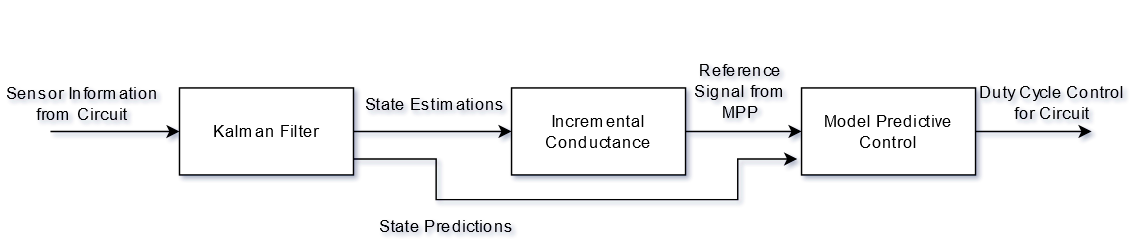 Sensor Information
from Circuit
Kalman Filter
State Estimations
Incremental
Conductance
Reference
Signal from
MPP
Model Predictive
Control
Duty Cycle Control
for Circuit
State Predictions